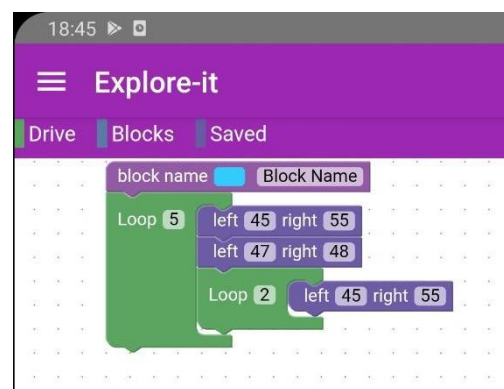 18:45
Explore-it
Drive Blocks Saved
block name Block Name
Loop 5 left 45 right 55
left 47 right 48
Loop 2 left 45 right 55